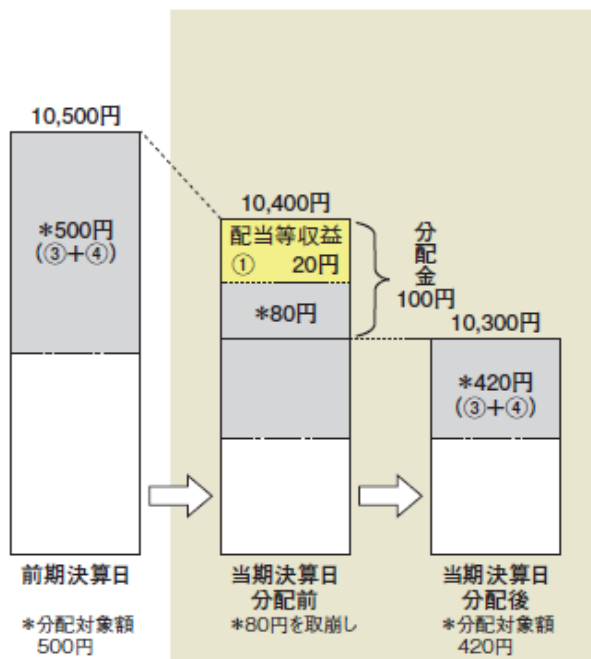 10,500円
*500円
(③+④)
10,400円
配当等収益
① 20円
*80円
分配金
100円
10,300円
*420円
(③+④)
前期決算日
*分配対象額
500円
当期決算日
分配前
*80円を取崩し
当期決算日
分配後
*分配対象額
420円